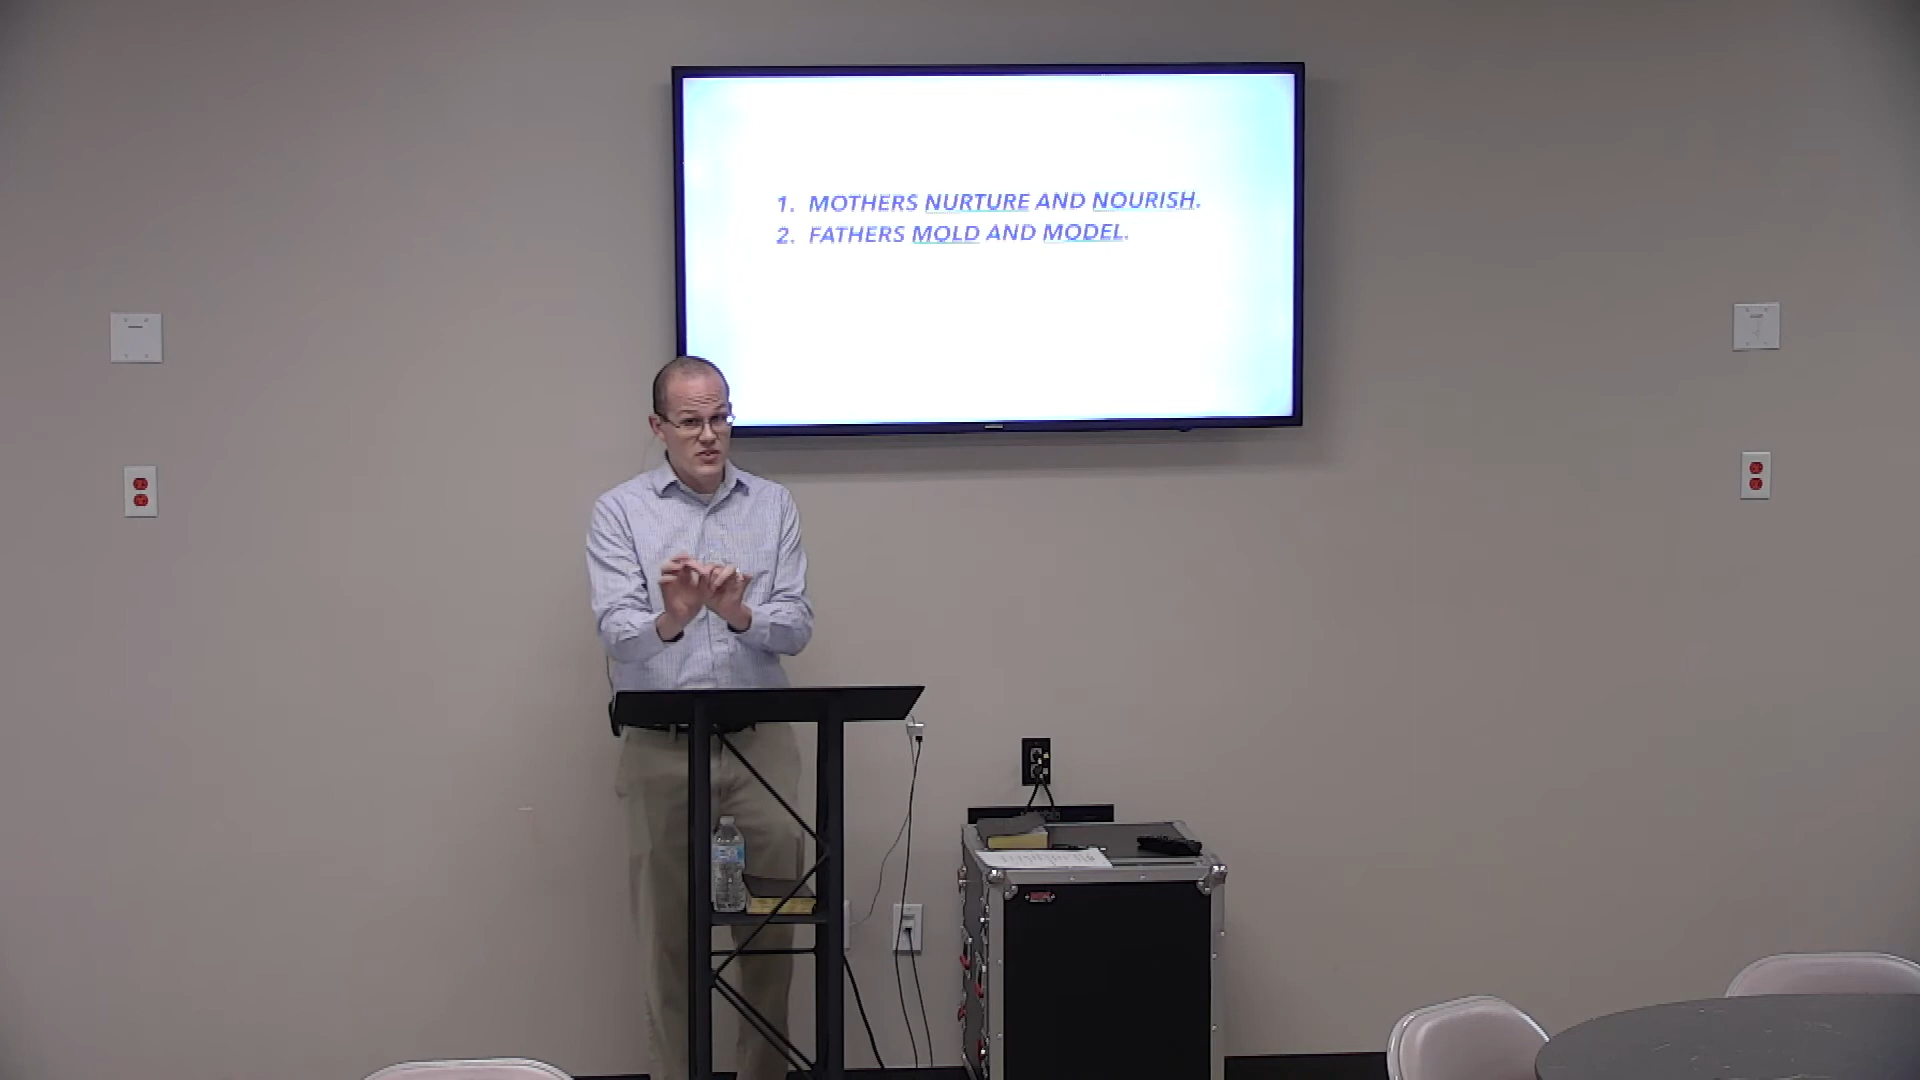 1. MOTHERS NURTURE AND NOURISH.
2. FATHERS MOLD AND MODEL.